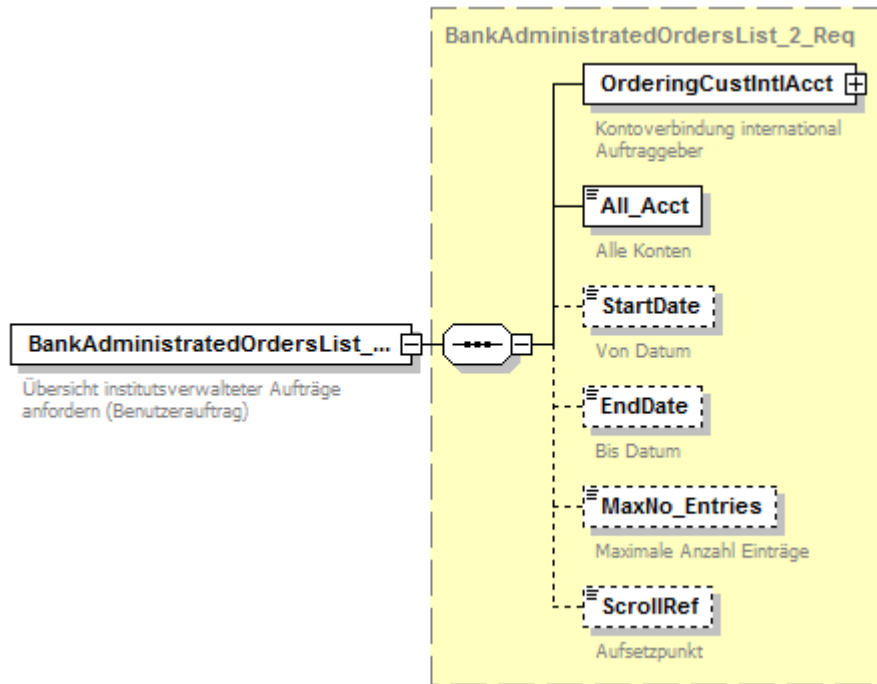 BankAdministratedOrdersList_2_Req
OrderingCustIntlAcct
Kontoverbindung international
Auftraggeber
All_Acct
Alle Konten
StartDate
Von Datum
BankAdministratedOrdersList_...
Übersicht institutsverwalteter Aufträge
anfordern (Benutzerauftrag)
EndDate
Bis Datum
MaxNo_Entries
Maximale Anzahl Einträge
ScrollRef
Aufsetzpunkt